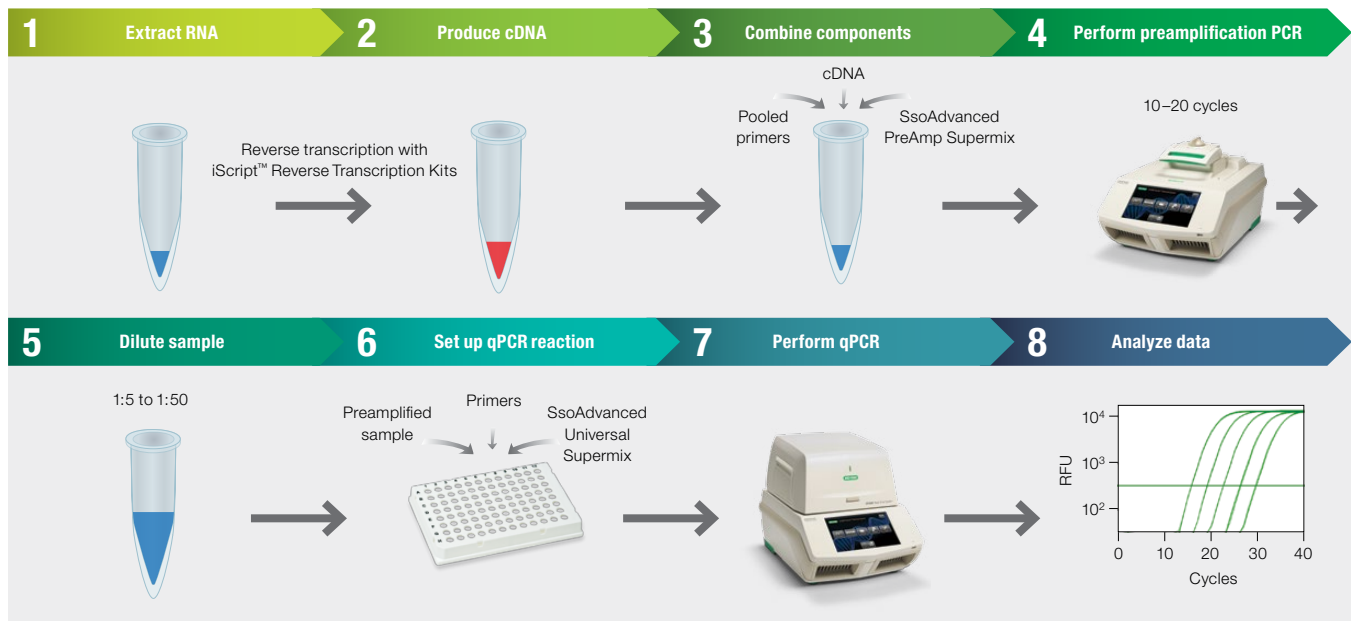 1 Extract RNA
2 Produce cDNA
3 Combine components
4 Perform preamplification PCR
Reverse transcription with
iScript™ Reverse Transcription Kits
cDNA
Pooled
primers
SsoAdvanced
PreAmp Supermix
10–20 cycles
5 Dilute sample
6 Set up qPCR reaction
7 Perform qPCR
8 Analyze data
1:5 to 1:50
Preamplified
sample
Primers
SsoAdvanced
Universal
Supermix
BIO-RAD
RFU
10⁴
10³
10²
0 10 20 30 40
Cycles